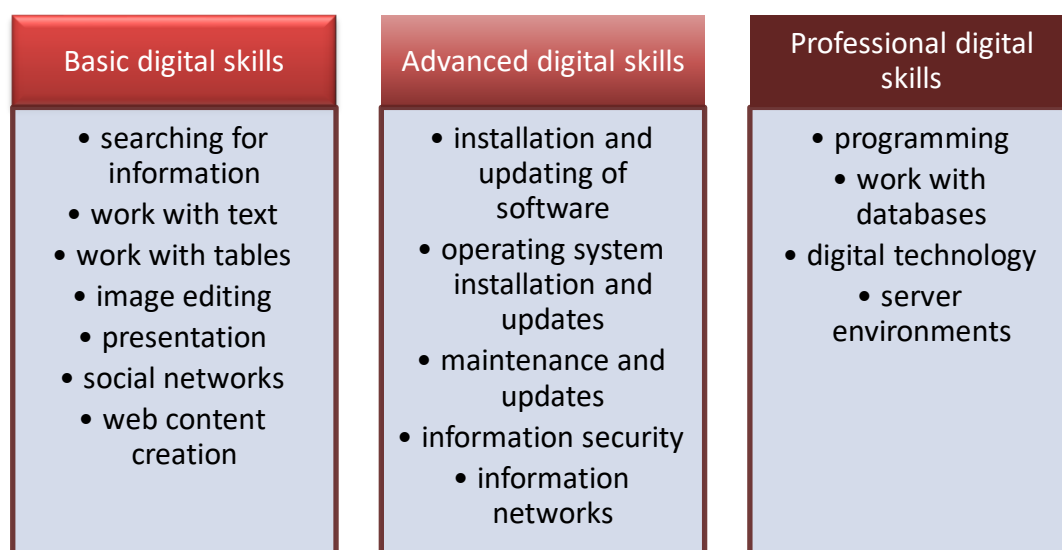 Basic digital skills
• searching for
information
• work with text
• work with tables
• image editing
• presentation
• social networks
• web content
creation
Advanced digital skills
• installation and
updating of
software
• operating system
installation and
updates
• maintenance and
updates
• information security
• information
networks
Professional digital
skills
• programming
• work with
databases
• digital technology
• server
environments